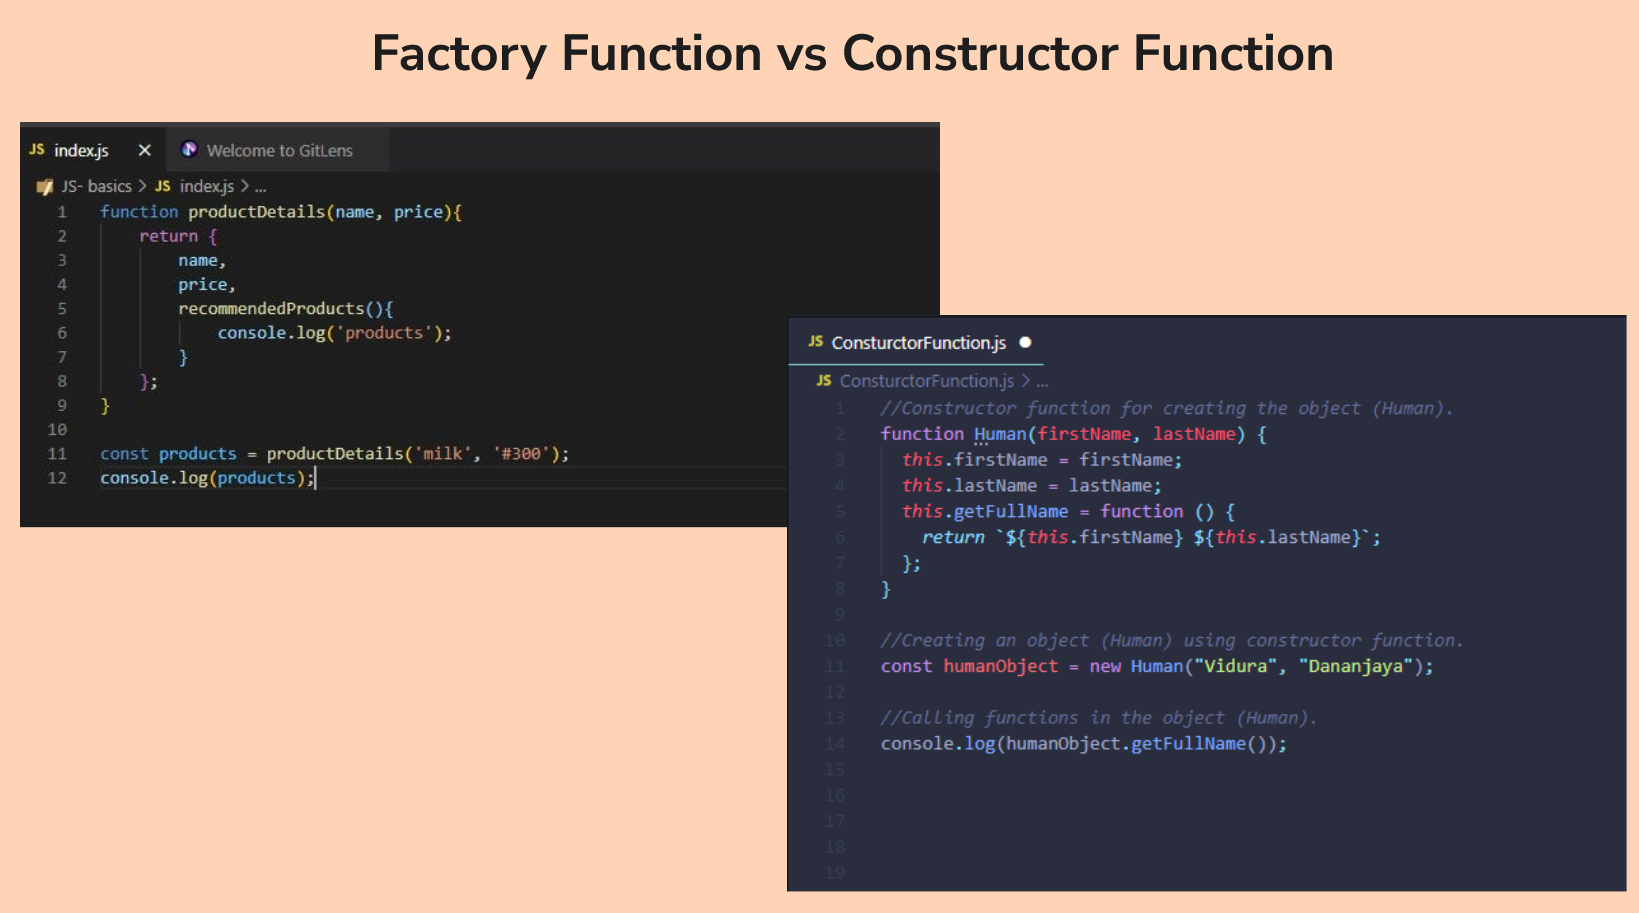 Factory Function vs Constructor Function
JS index.js × Welcome to GitLens
JS- basics > JS index.js > ...
1 function productDetails(name, price){
2 return {
3 name,
4 price,
5 recommendedProducts(){
6 console.log('products');
7 }
8 };
9 }
10
11 const products = productDetails('milk', '#300');
12 console.log(products);
JS ConsturctorFunction.js ●
JS ConsturctorFunction.js > ...
1 //Constructor function for creating the object (Human).
2 function Human(firstName, lastName) {
3 this.firstName = firstName;
4 this.lastName = lastName;
5 this.getFullName = function () {
6 return `${this.firstName} ${this.lastName}`;
7 };
8 }
9
10 //Creating an object (Human) using constructor function.
11 const humanObject = new Human("Vidura", "Dananjaya");
12
13 //Calling functions in the object (Human).
14 console.log(humanObject.getFullName());
15
16
17
18
19